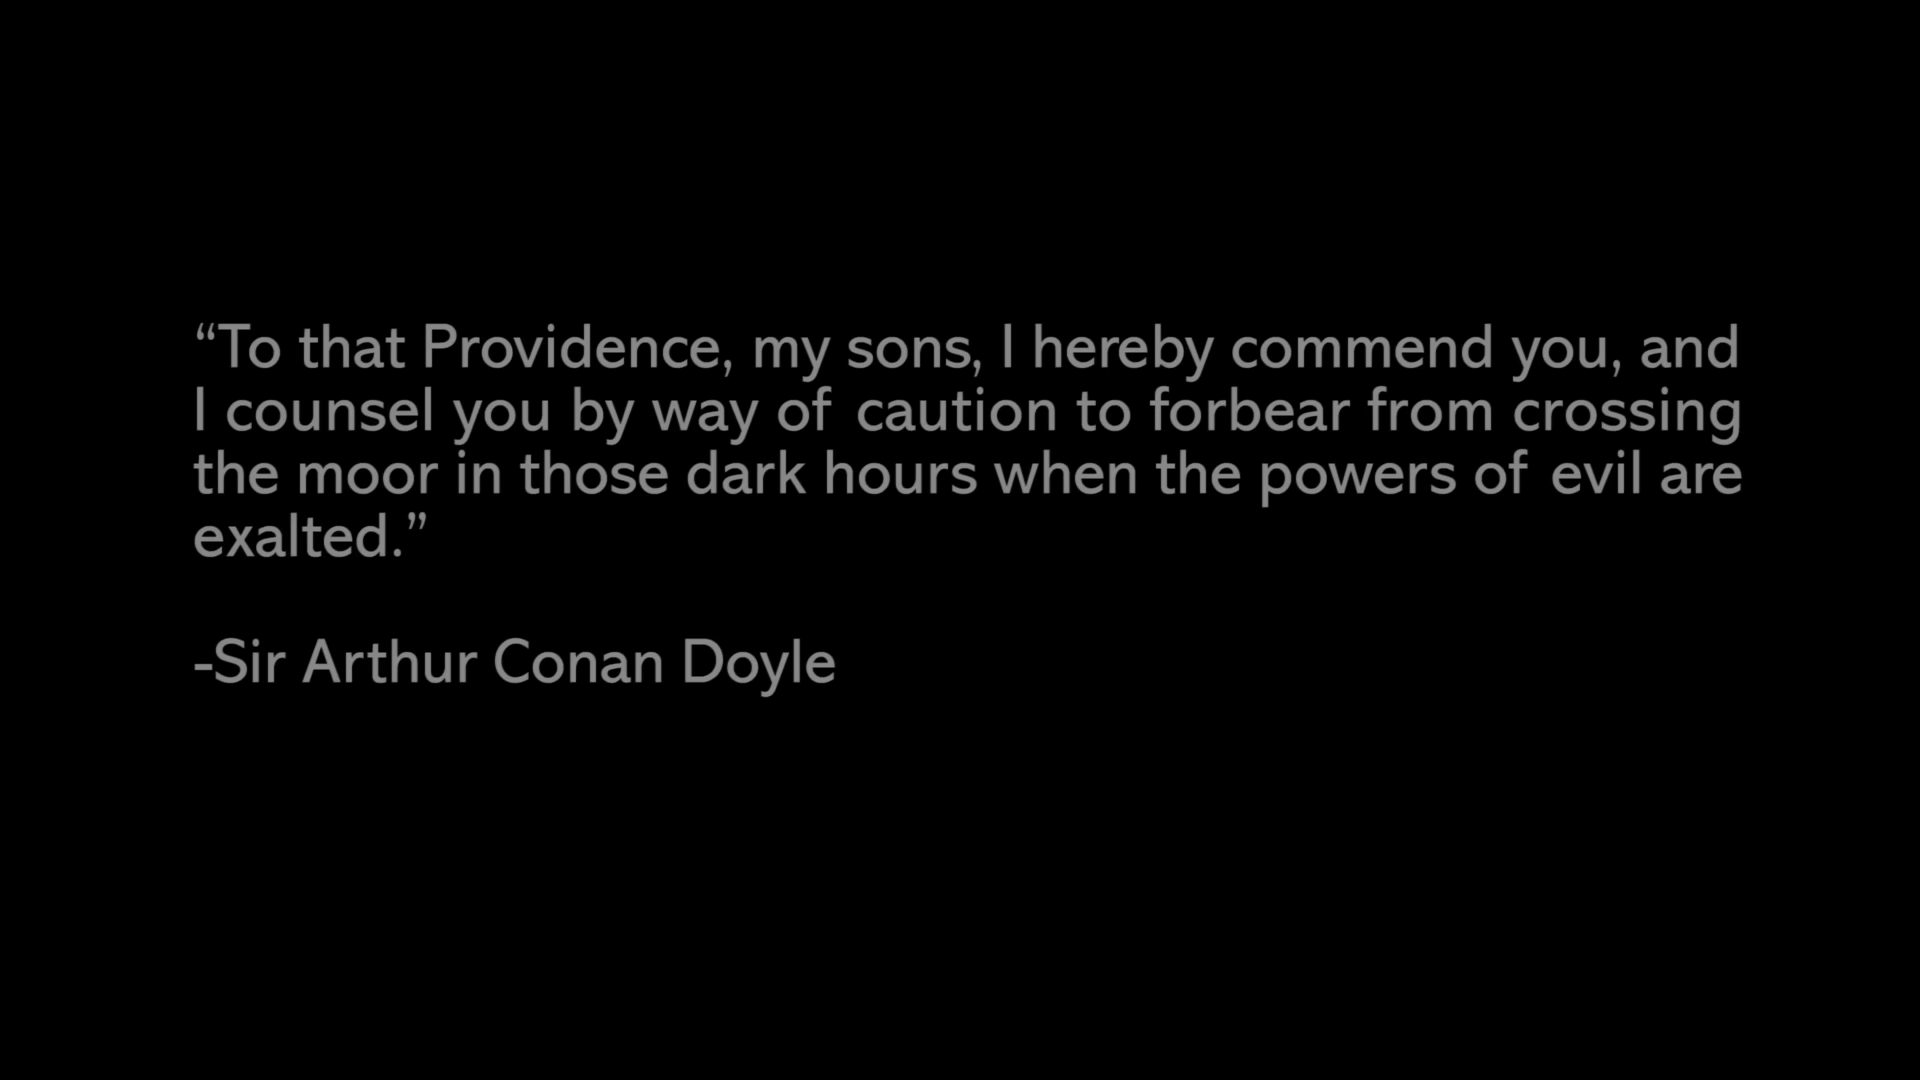 “To that Providence, my sons, I hereby commend you, and
I counsel you by way of caution to forbear from crossing
the moor in those dark hours when the powers of evil are
exalted.”
-Sir Arthur Conan Doyle